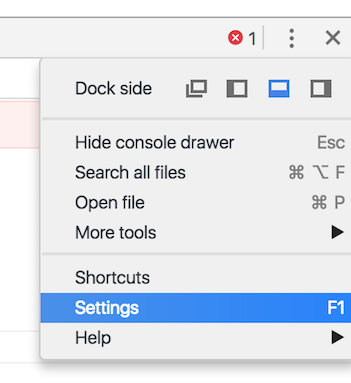 1
Dock side
Hide console drawer Esc
Search all files ⌘ ⌥ F
Open file ⌘ P
More tools
Shortcuts
Settings F1
Help